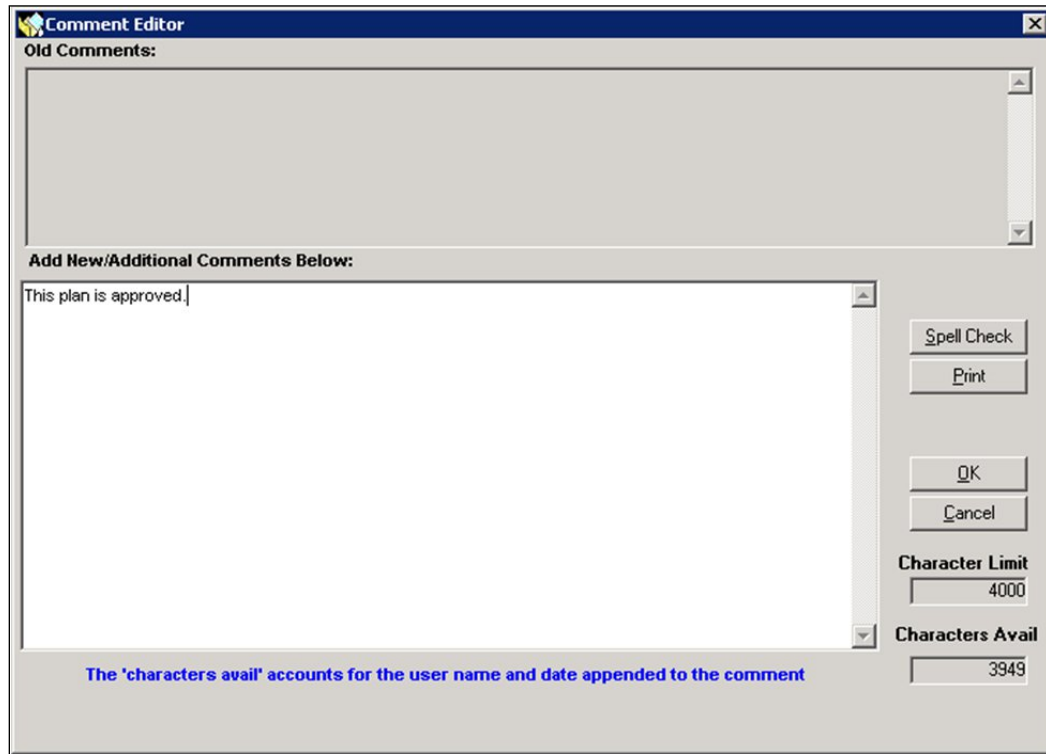 Comment Editor
Old Comments:
Add New/Additional Comments Below:
This plan is approved.
Spell Check
Print
OK
Cancel
Character Limit
4000
Characters Avail
3949
The 'characters avail' accounts for the user name and date appended to the comment